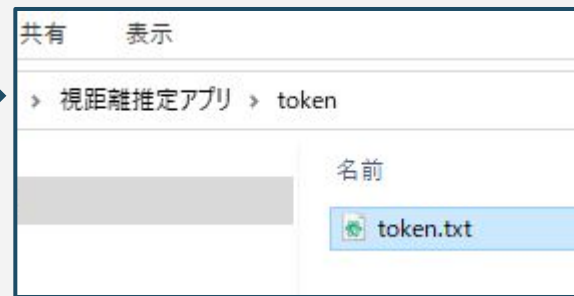 共有 表示
› 視距離推定アプリ › token
名前
token.txt